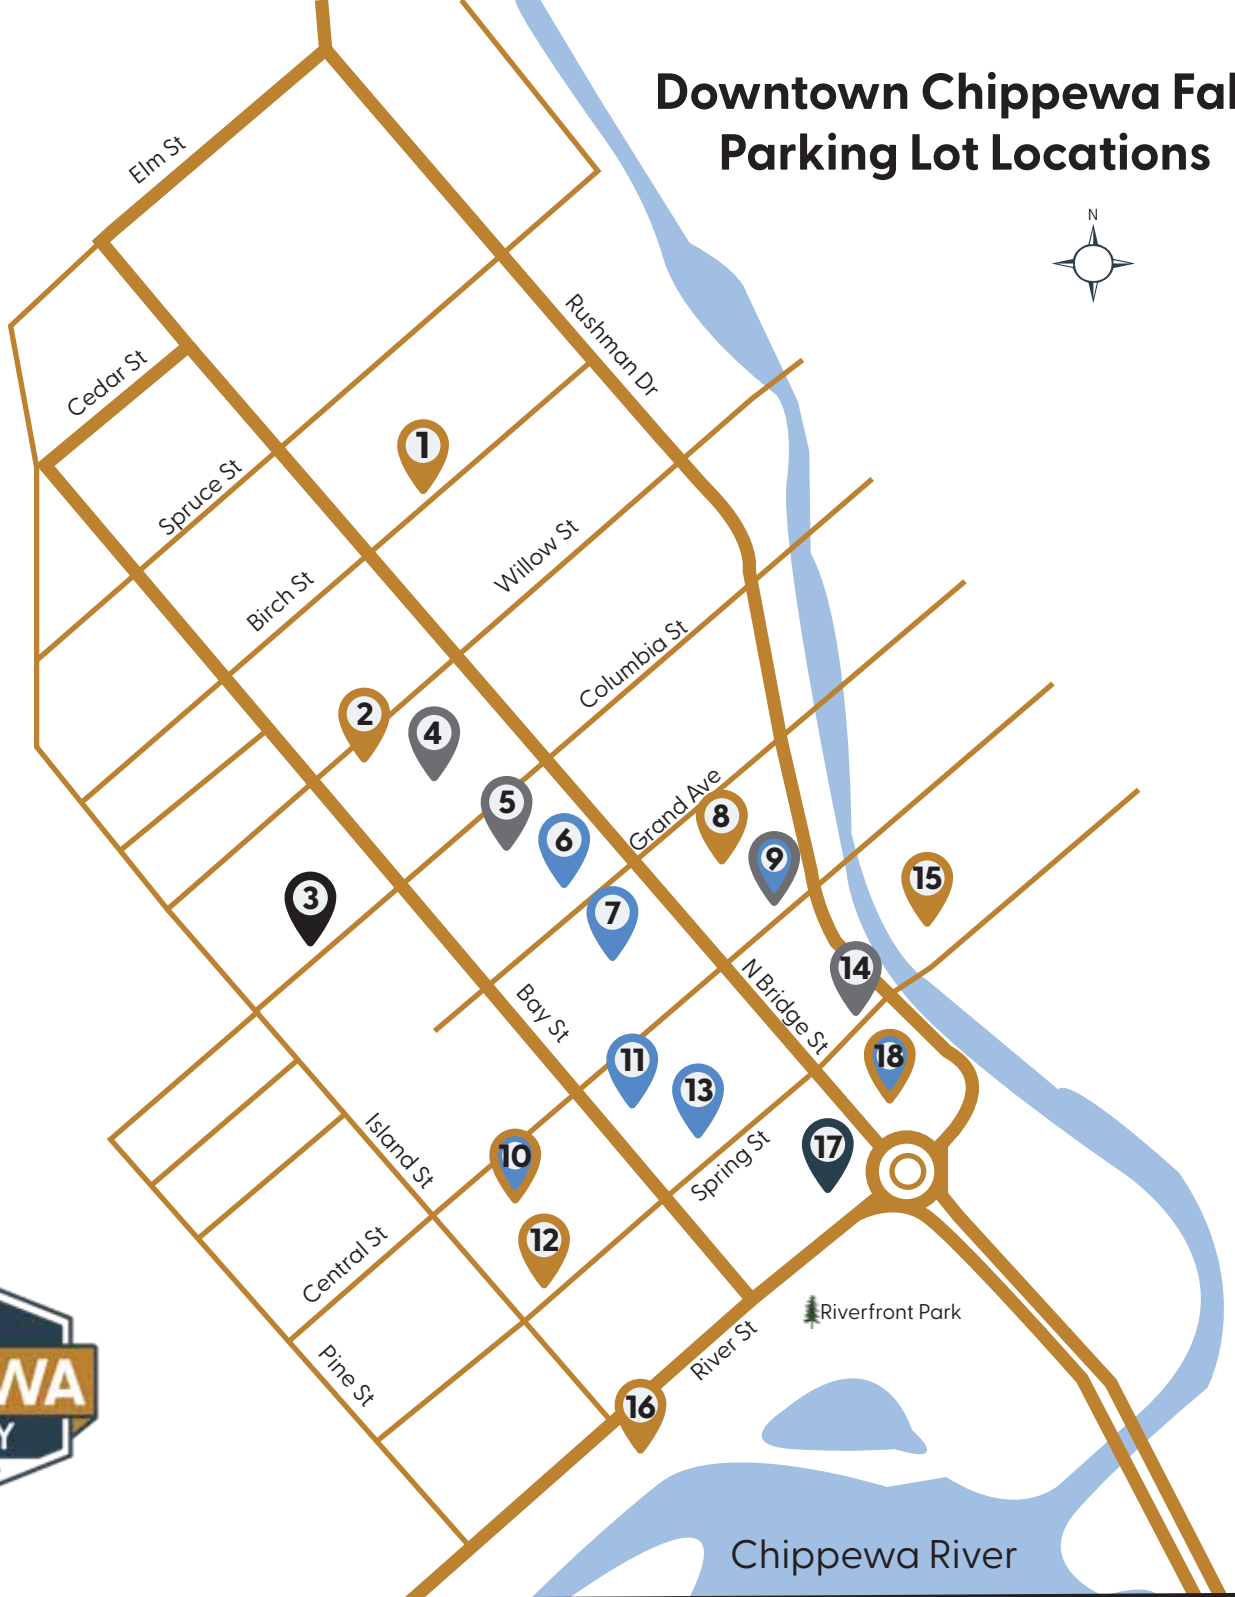 Downtown Chippewa Fal
Parking Lot Locations
N
Elm St
Rushman Dr
Cedar St
1
Spruce St
Willow St
Birch St
Columbia St
2
4
Grand Ave
5
8
6
9
15
3
7
14
N Bridge St
Bay St
18
11
13
Island St
17
10
Spring St
12
Central St
Riverfront Park
River St
Pine St
WA
Y
16
Chippewa River